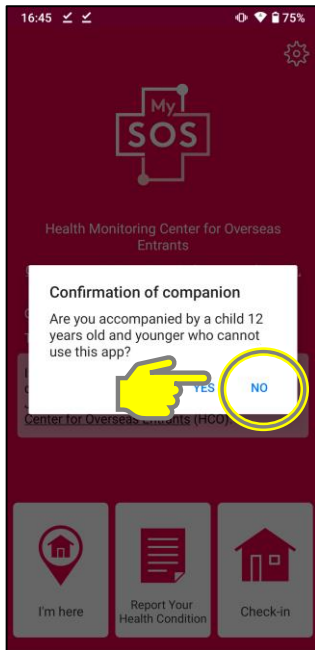 16:45
75%
My
SOS
Health Monitoring Center for Overseas
Entrants
Confirmation of companion
Are you accompanied by a child 12
years old and younger who cannot
use this app?
YES
NO
Center for Overseas Entrants (HCO).
I'm here
Report Your
Health Condition
Check-in